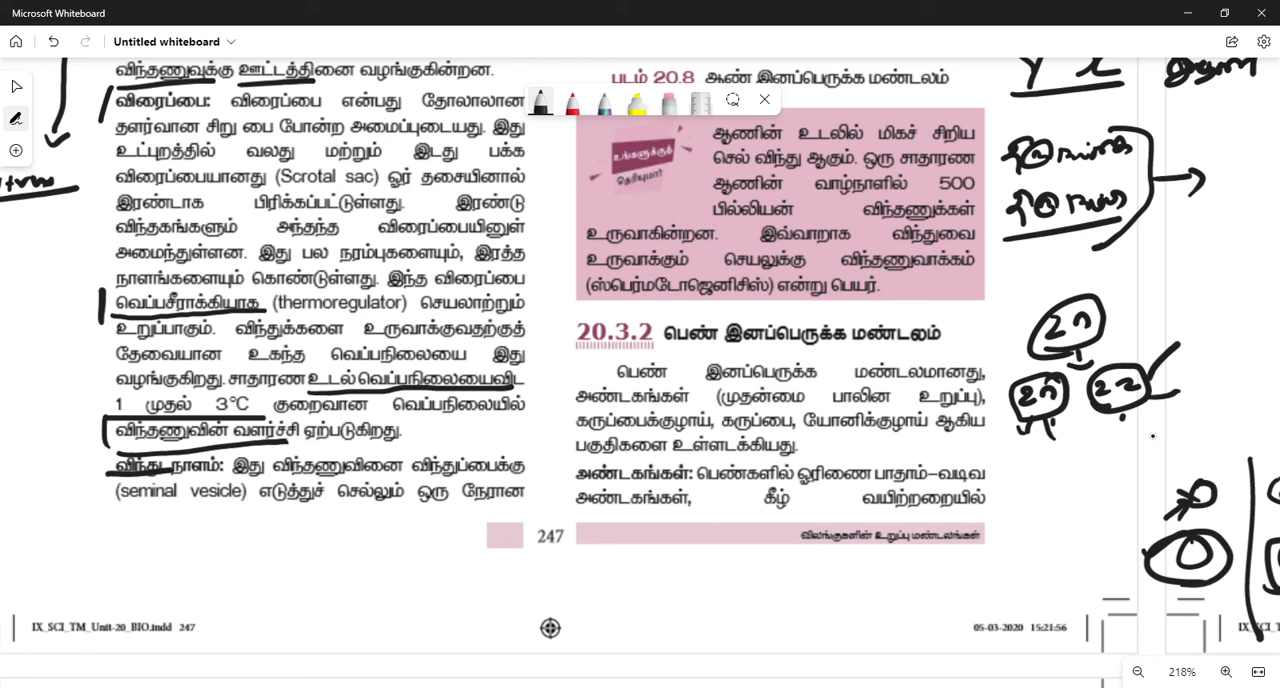 Microsoft Whiteboard
Untitled whiteboard
விந்தணுவுக்கு ஊட்டத்தினை வழங்குகின்றன.
விரைப்பை: விரைப்பை என்பது தோலாலான
தளர்வான சிறு பை போன்ற அமைப்புடையது. இது
உட்புறத்தில் வலது மற்றும் இடது பக்க
விரைப்பையானது (Scrotal sac) ஓர் தசையினால்
இரண்டாக பிரிக்கப்பட்டுள்ளது. இரண்டு
விந்தகங்களும் அந்தந்த விரைப்பையினுள்
அமைந்துள்ளன. இது பல நரம்புகளையும், இரத்த
நாளங்களையும் கொண்டுள்ளது. இந்த விரைப்பை
வெப்பசீராக்கியாக (thermoregulator) செயலாற்றும்
உறுப்பாகும். விந்துக்களை உருவாக்குவதற்குத்
தேவையான உகந்த வெப்பநிலையை இது
வழங்குகிறது. சாதாரண உடல் வெப்பநிலையைவிட
1 முதல் 3°C குறைவான வெப்பநிலையில்
விந்தணுவின் வளர்ச்சி ஏற்படுகிறது.
விந்து நாளம்: இது விந்தணுவினை விந்துப்பைக்கு
(seminal vesicle) எடுத்துச் செல்லும் ஒரு நேரான
படம் 20.8 ஆண் இனப்பெருக்க மண்டலம்
உங்களுக்குத்
தெரியுமா?
ஆணின் உடலில் மிகச் சிறிய
செல் விந்து ஆகும். ஒரு சாதாரண
ஆணின் வாழ்நாளில் 500
பில்லியன் விந்தணுக்கள்
உருவாகின்றன. இவ்வாறாக விந்துவை
உருவாக்கும் செயலுக்கு விந்தணுவாக்கம்
(ஸ்பெர்மடோஜெனிசிஸ்) என்று பெயர்.
20.3.2 பெண் இனப்பெருக்க மண்டலம்
பெண் இனப்பெருக்க மண்டலமானது,
அண்டகங்கள் (முதன்மை பாலின உறுப்பு),
கருப்பைக்குழாய், கருப்பை, யோனிக்குழாய் ஆகிய
பகுதிகளை உள்ளடக்கியது.
அண்டகங்கள்: பெண்களில் ஓரிணை பாதாம்–வடிவ
அண்டகங்கள், கீழ் வயிற்றறையில்
247
விலங்குகளின் உறுப்பு மண்டலங்கள்
2n
2n
IX_SCI_TM_Unit-20_BIO.indd 247
05-03-2020 15:21:56
218%